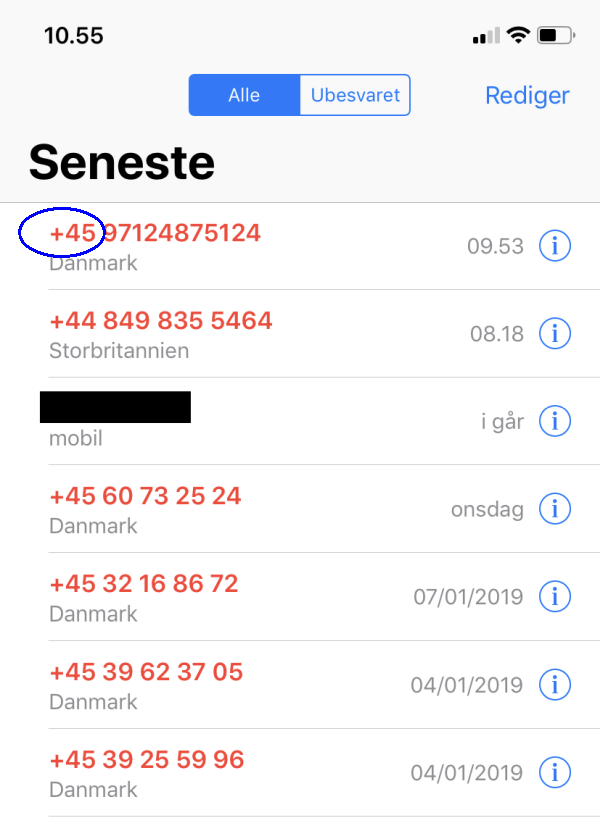 10.55
Alle Ubesvaret Rediger
Seneste
+45 97124875124
Danmark
09.53
+44 849 835 5464
Storbritannien
08.18
mobil
i går
+45 60 73 25 24
Danmark
onsdag
+45 32 16 86 72
Danmark
07/01/2019
+45 39 62 37 05
Danmark
04/01/2019
+45 39 25 59 96
Danmark
04/01/2019